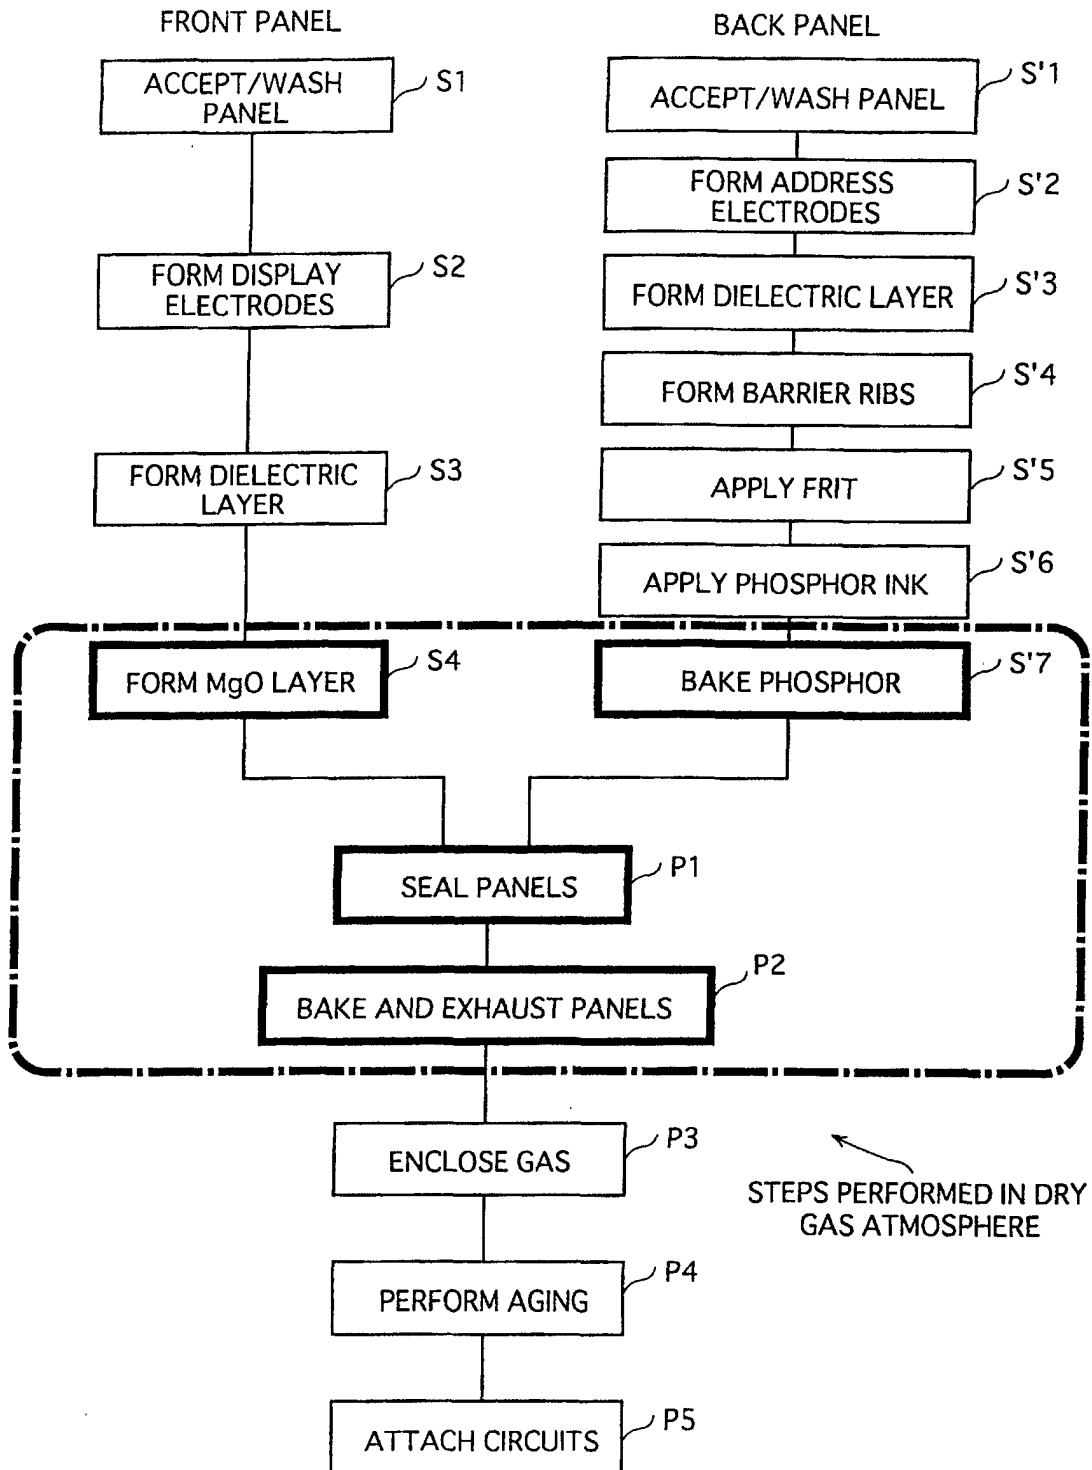 FRONT PANEL
ACCEPT/WASH
PANEL
S1
FORM DISPLAY
ELECTRODES
S2
FORM DIELECTRIC
LAYER
S3
FORM MgO LAYER
S4
BACK PANEL
ACCEPT/WASH PANEL
S'1
FORM ADDRESS
ELECTRODES
S'2
FORM DIELECTRIC LAYER
S'3
FORM BARRIER RIBS
S'4
APPLY FRIT
S'5
APPLY PHOSPHOR INK
S'6
BAKE PHOSPHOR
S'7
SEAL PANELS
P1
BAKE AND EXHAUST PANELS
P2
ENCLOSE GAS
P3
STEPS PERFORMED IN DRY
GAS ATMOSPHERE
PERFORM AGING
P4
ATTACH CIRCUITS
P5